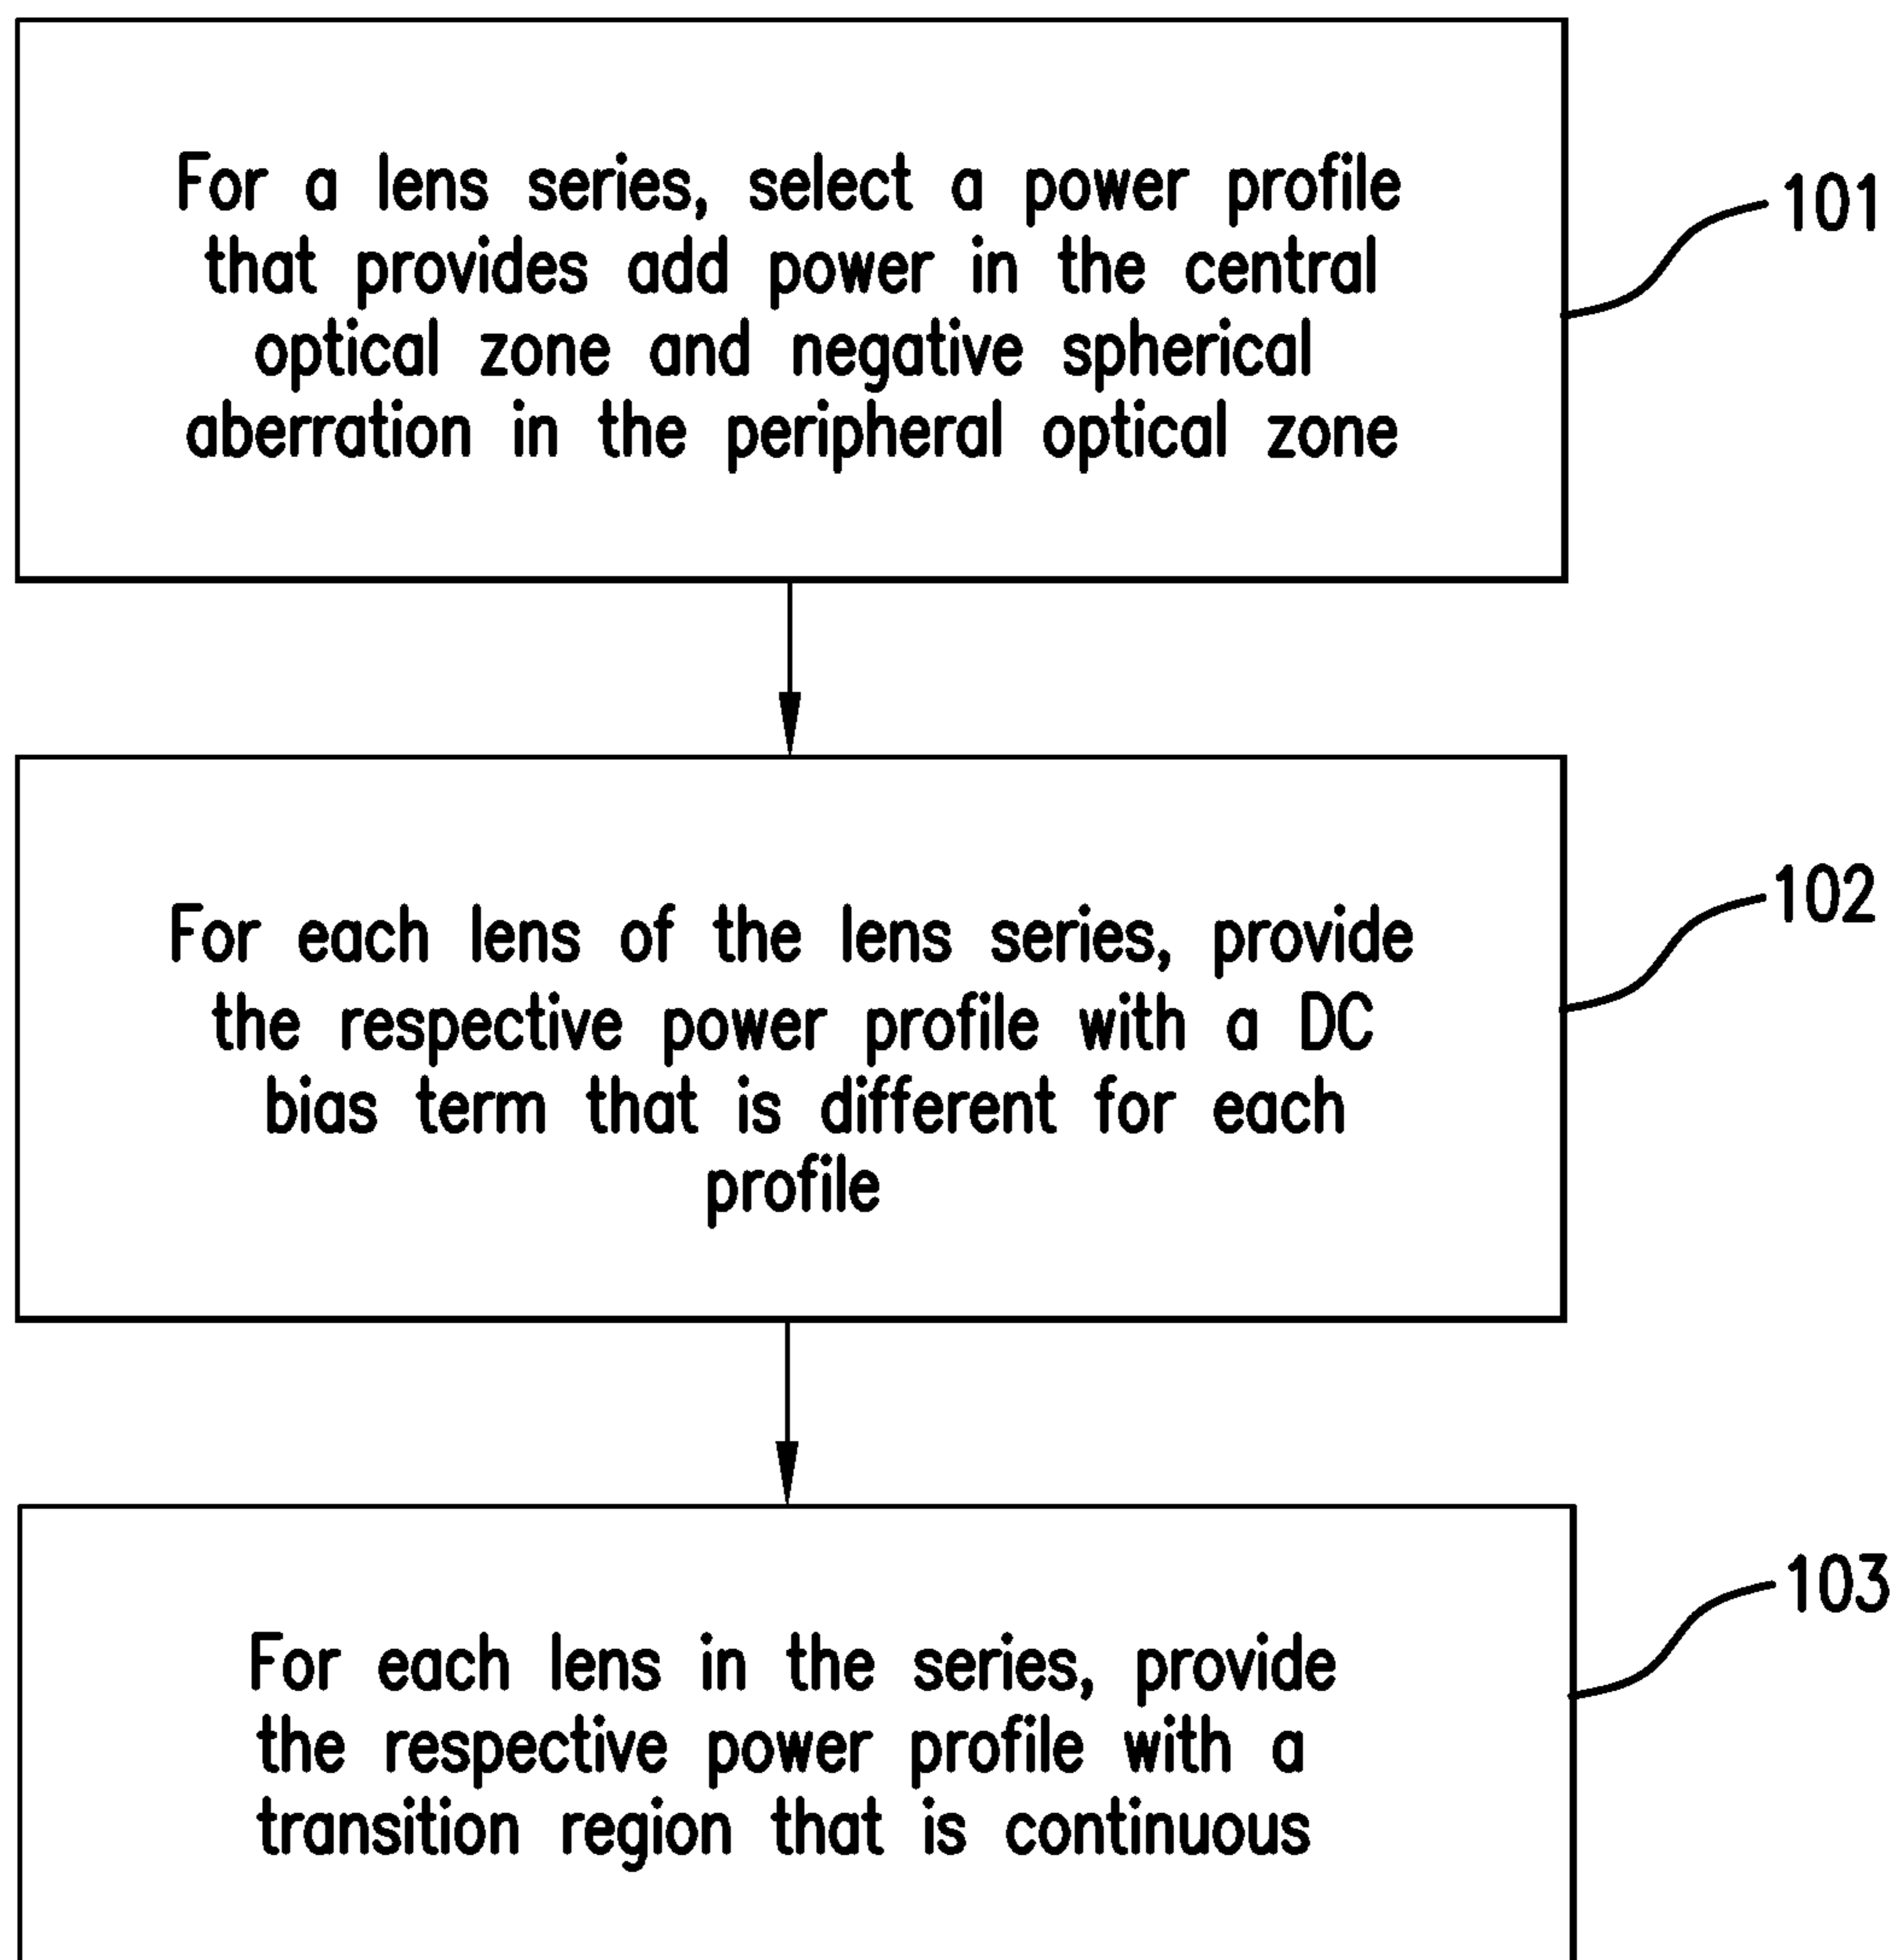 For a lens series, select a power profile
that provides add power in the central
optical zone and negative spherical
aberration in the peripheral optical zone
101
For each lens of the lens series, provide
the respective power profile with a DC
bias term that is different for each
profile
102
For each lens in the series, provide
the respective power profile with a
transition region that is continuous
103